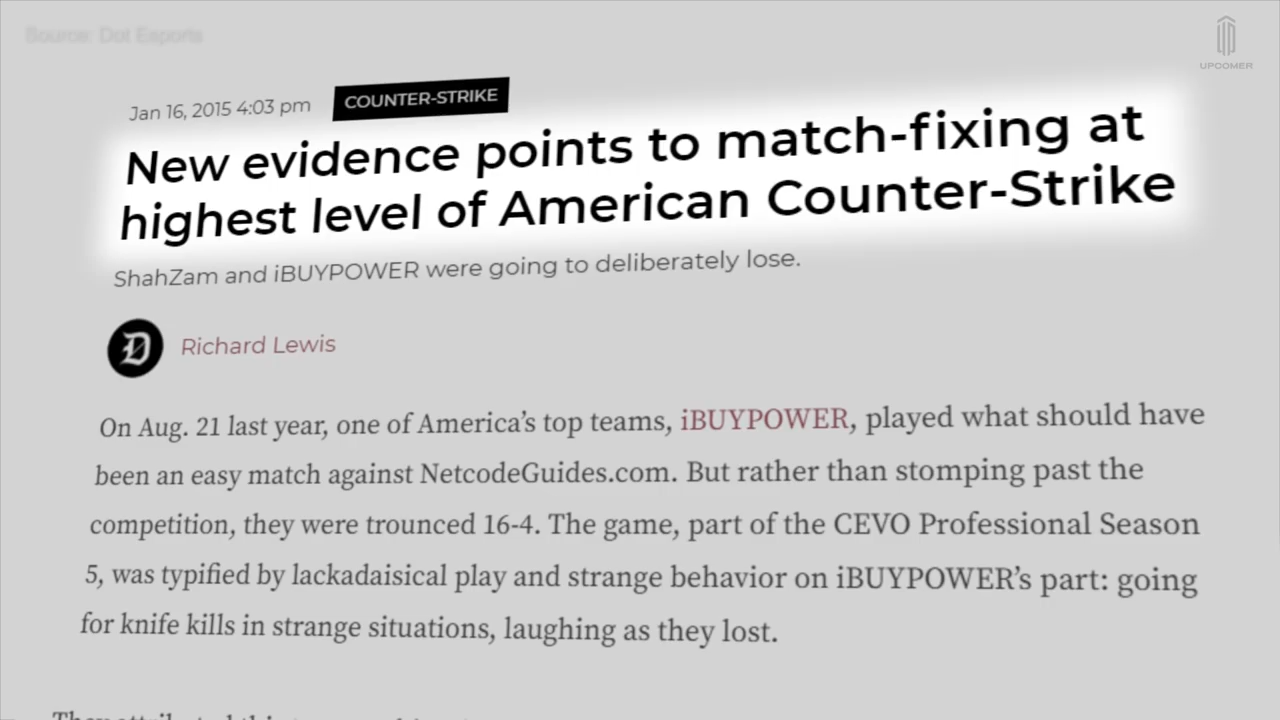 Source: Dot Esports
UPCOMER
Jan 16, 2015 4:03 pm COUNTER-STRIKE
New evidence points to match-fixing at
highest level of American Counter-Strike
ShahZam and iBUYPOWER were going to deliberately lose.
D
Richard Lewis
On Aug. 21 last year, one of America’s top teams, iBUYPOWER, played what should have
been an easy match against NetcodeGuides.com. But rather than stomping past the
competition, they were trounced 16-4. The game, part of the CEVO Professional Season
5, was typified by lackadaisical play and strange behavior on iBUYPOWER’s part: going
for knife kills in strange situations, laughing as they lost.